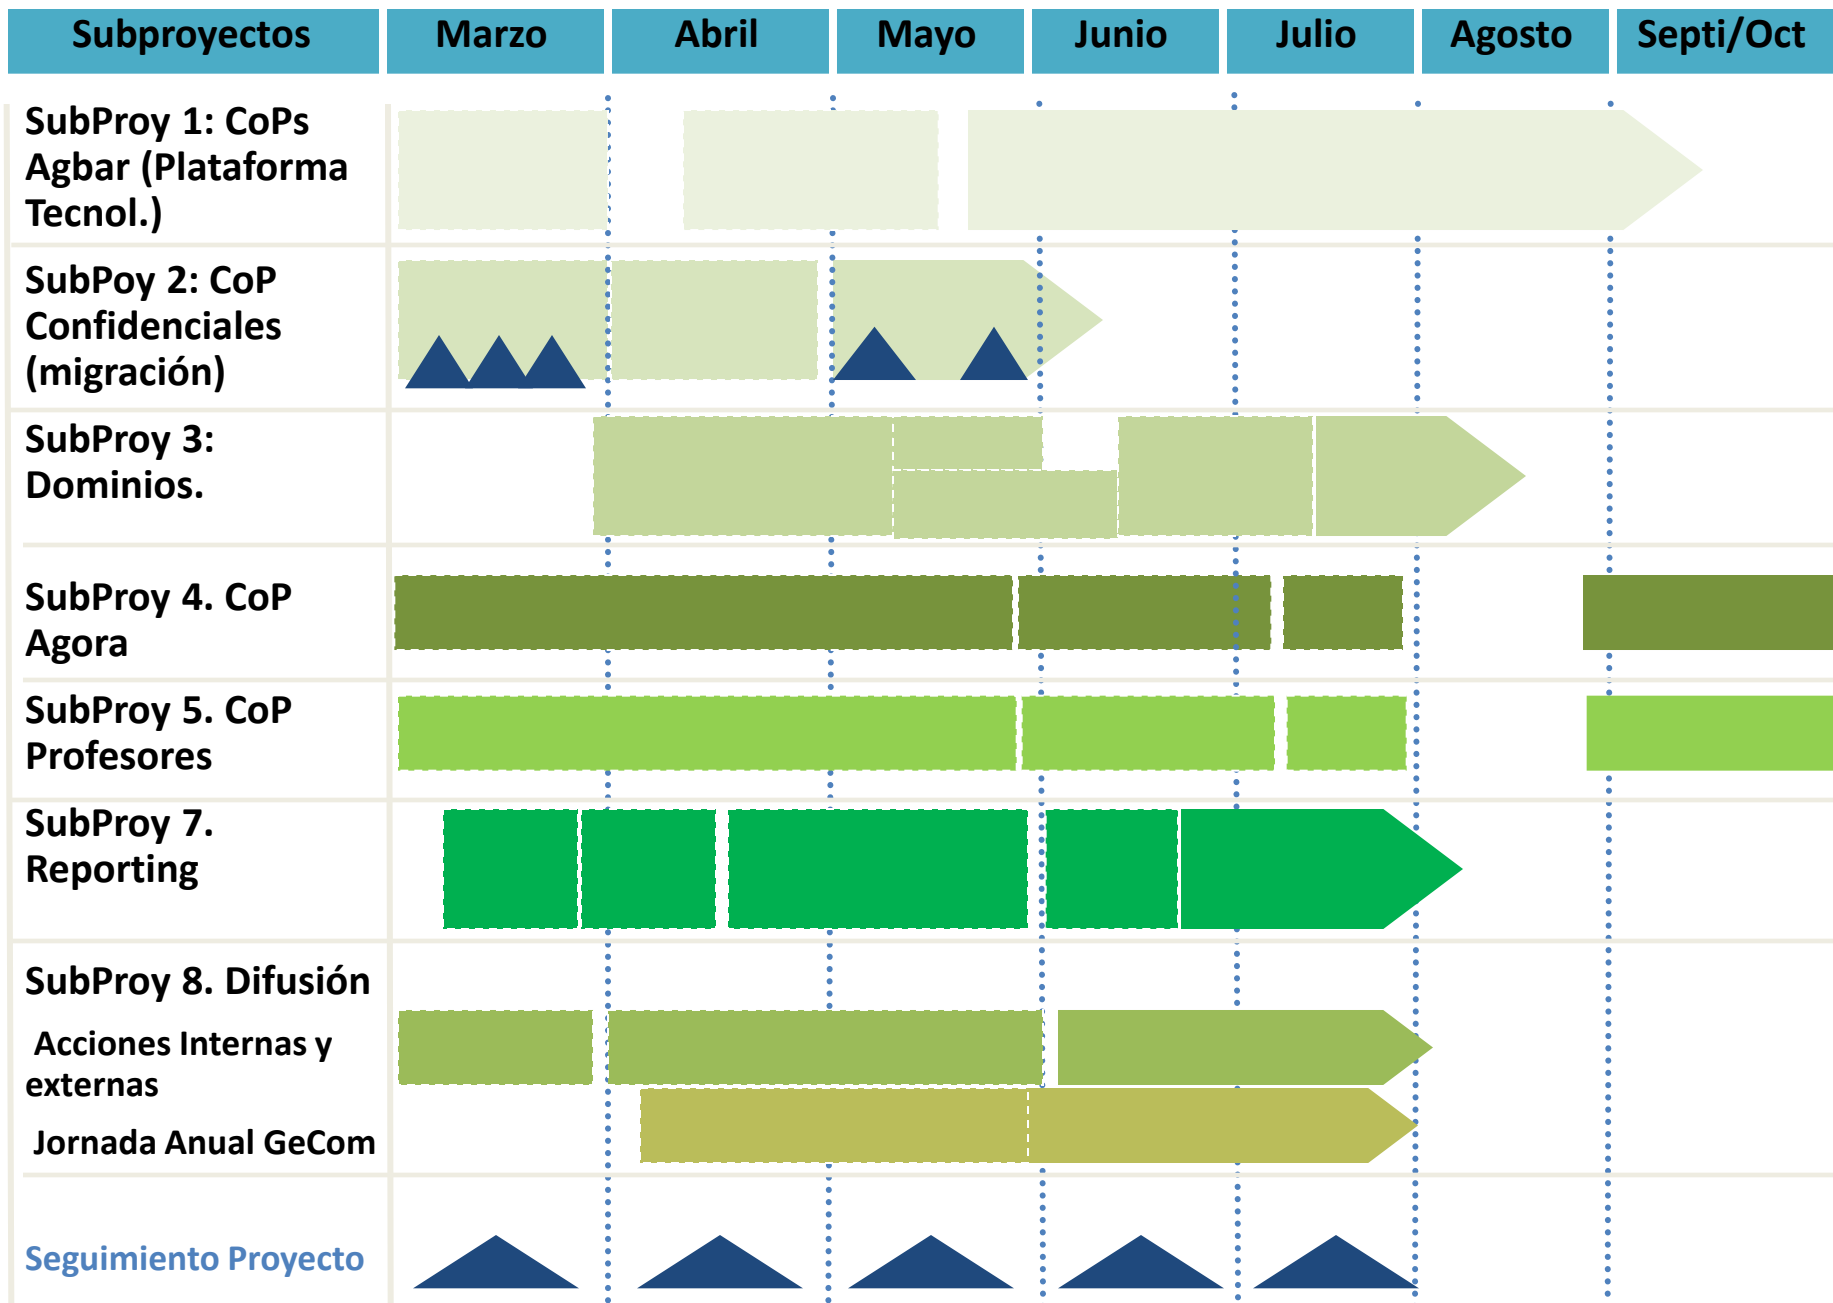 Subproyectos Marzo Abril Mayo Junio Julio Agosto Septi/Oct
SubProy 1: CoPs
Agbar (Plataforma
Tecnol.)
SubPoy 2: CoP
Confidenciales
(migración)
SubProy 3:
Dominios.
SubProy 4. CoP
Agora
SubProy 5. CoP
Profesores
SubProy 7.
Reporting
SubProy 8. Difusión
Acciones Internas y
externas
Jornada Anual GeCom
Seguimiento Proyecto